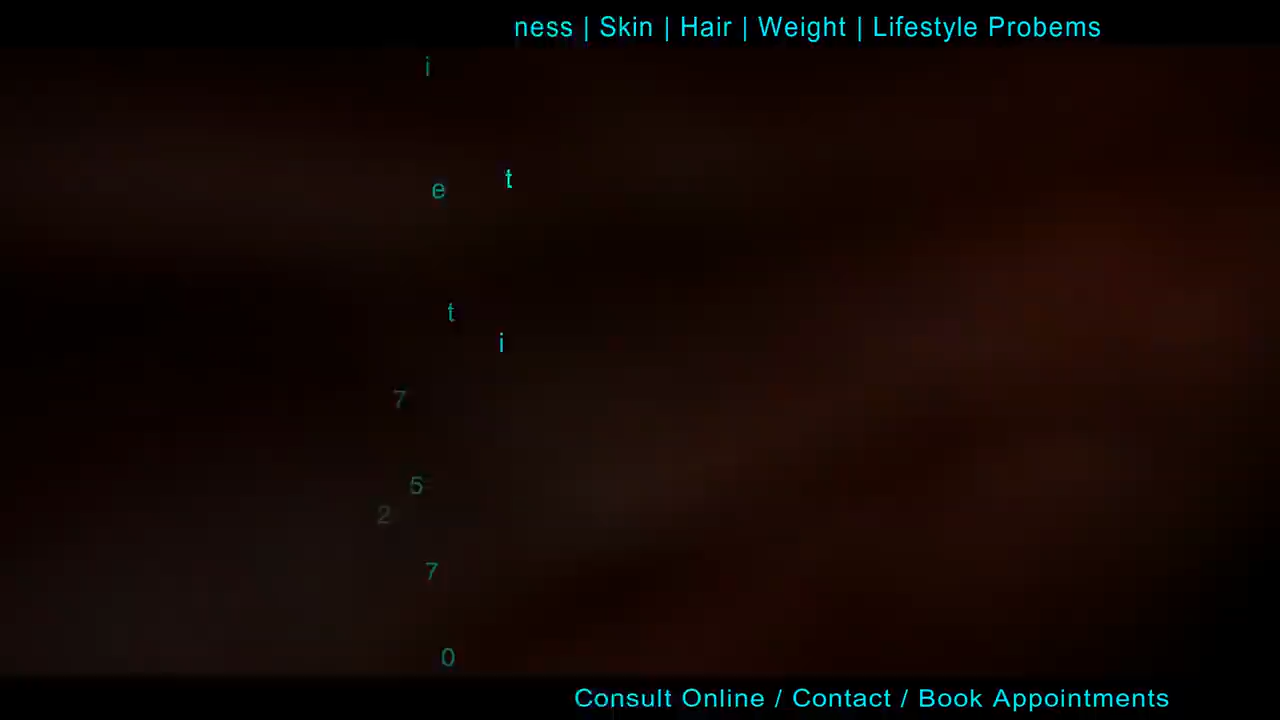 ness | Skin | Hair | Weight | Lifestyle Probems
i
t
e
t
i
7
5
2
7
0
Consult Online / Contact / Book Appointments